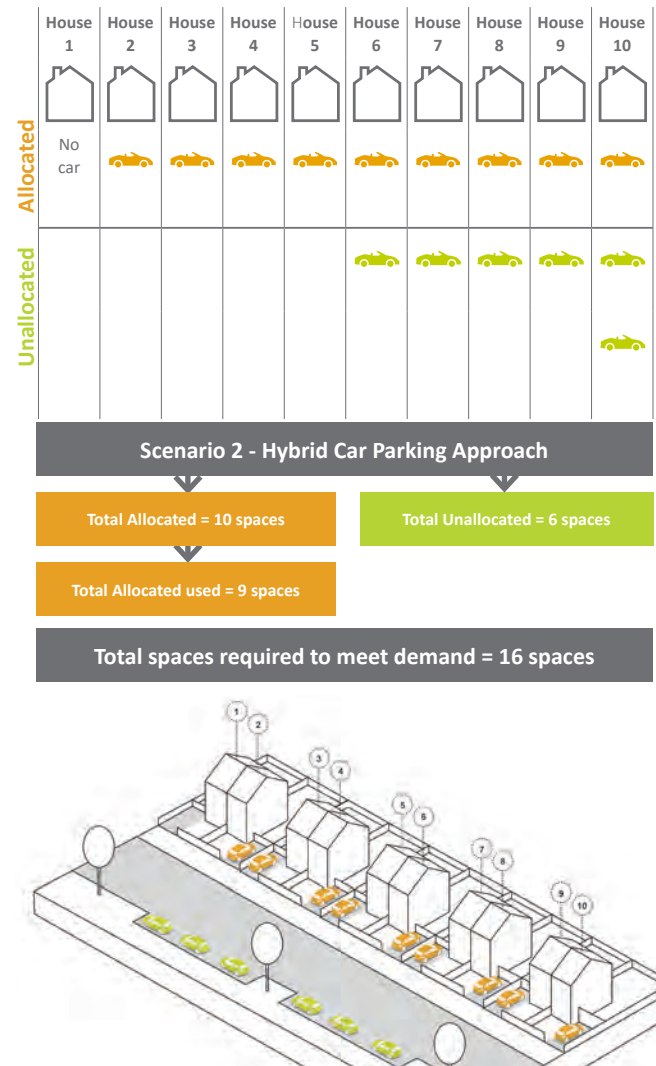 House House House House House House House House House House
1 2 3 4 5 6 7 8 9 10
Allocated
No
car
Unallocated
Scenario 2 - Hybrid Car Parking Approach
Total Allocated = 10 spaces
Total Unallocated = 6 spaces
Total Allocated used = 9 spaces
Total spaces required to meet demand = 16 spaces
1
2
3
4
5
6
7
8
9
10